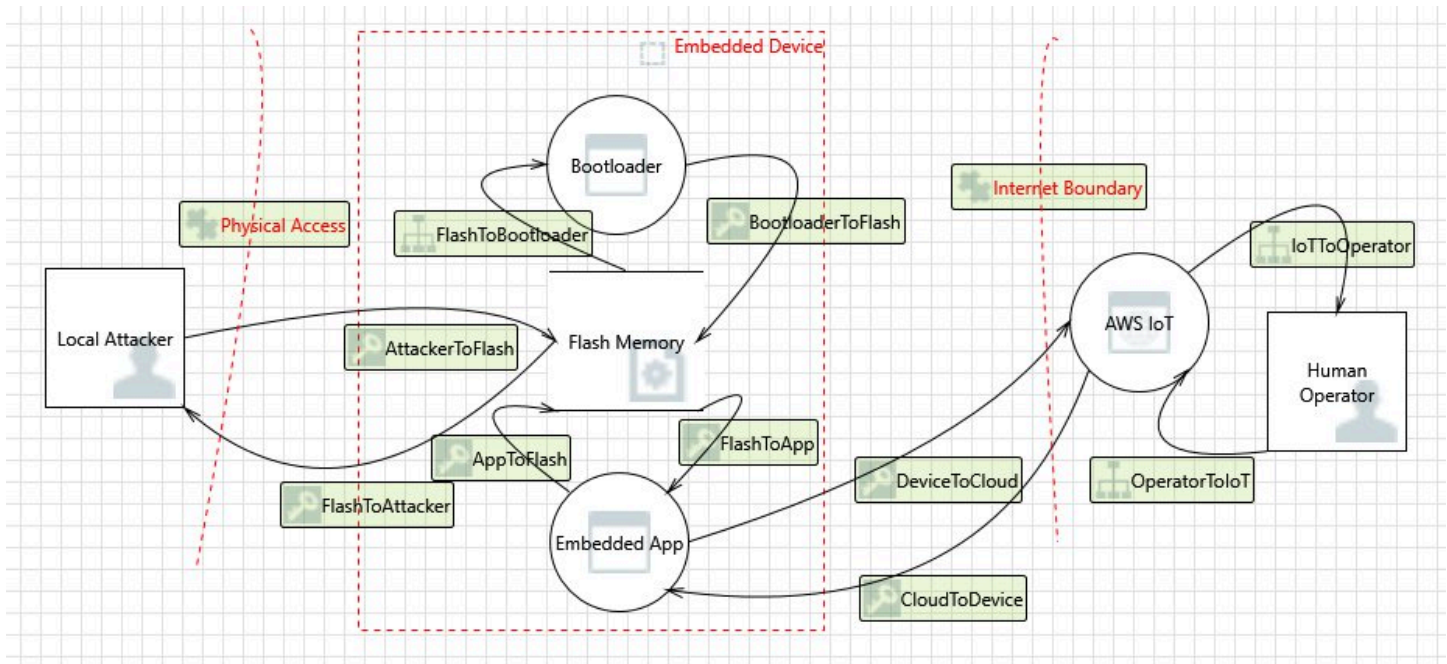 Embedded Device
Bootloader
Physical Access
FlashToBootloader
BootloaderToFlash
Internet Boundary
IoTToOperator
Local Attacker
AttackerToFlash
Flash Memory
AWS IoT
Human
Operator
AppToFlash
FlashToApp
FlashToAttacker
DeviceToCloud
OperatorToIoT
Embedded App
CloudToDevice